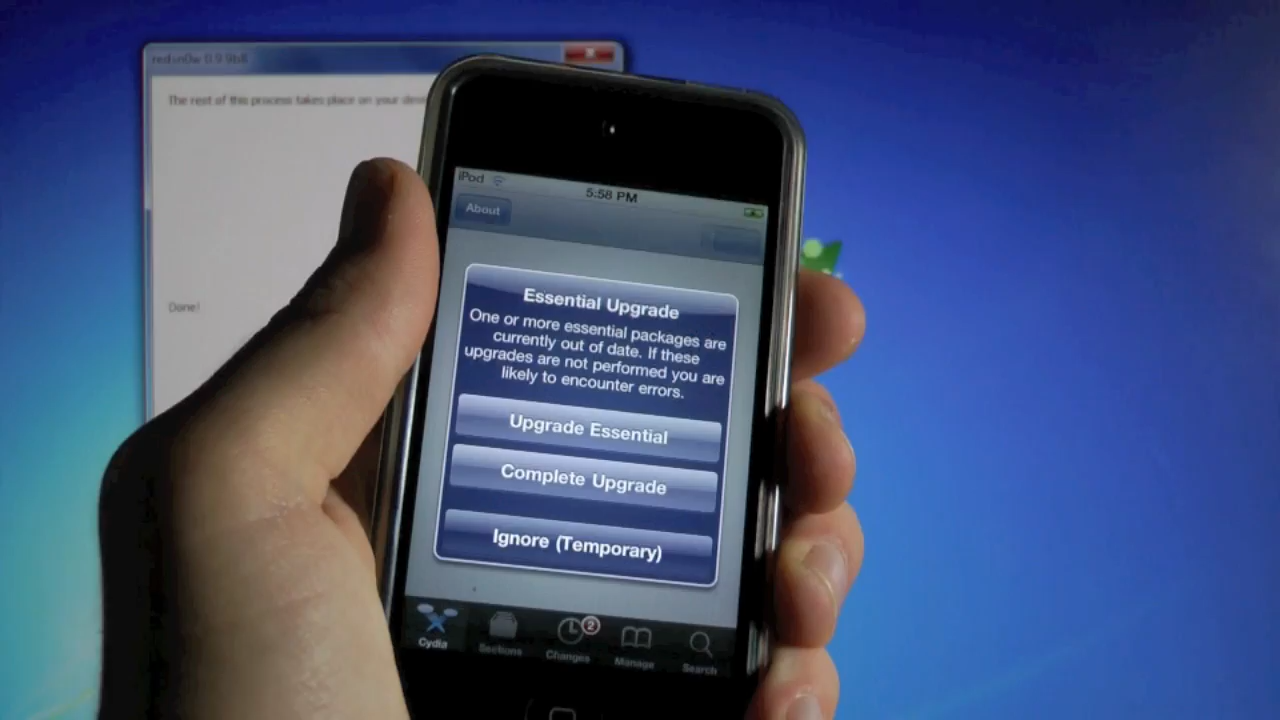 redsn0w 0.9.9b8
The rest of this process takes place on your
Done!
iPod
5:58 PM
About
Essential Upgrade
One or more essential packages are
currently out of date. If these
upgrades are not performed you are
likely to encounter errors.
Upgrade Essential
Complete Upgrade
Ignore (Temporary)
2
Cydia
Sections
Changes
Manage
Search